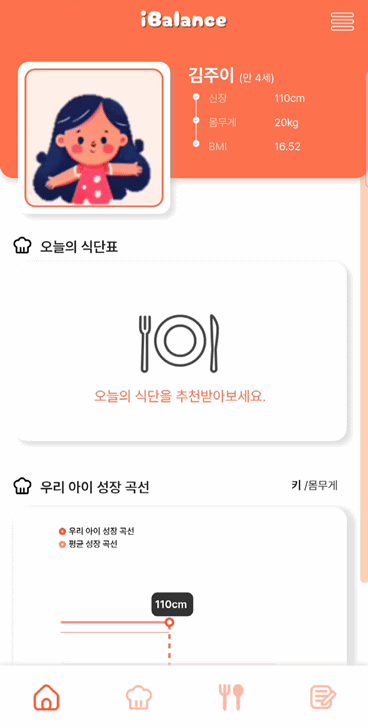 iBalance
김주이 (만 4세)
신장 110cm
몸무게 20kg
BMI 16.52
오늘의 식단표
오늘의 식단을 추천받아보세요.
우리 아이 성장 곡선 키 /몸무게
우리 아이 성장 곡선
평균 성장 곡선
110cm